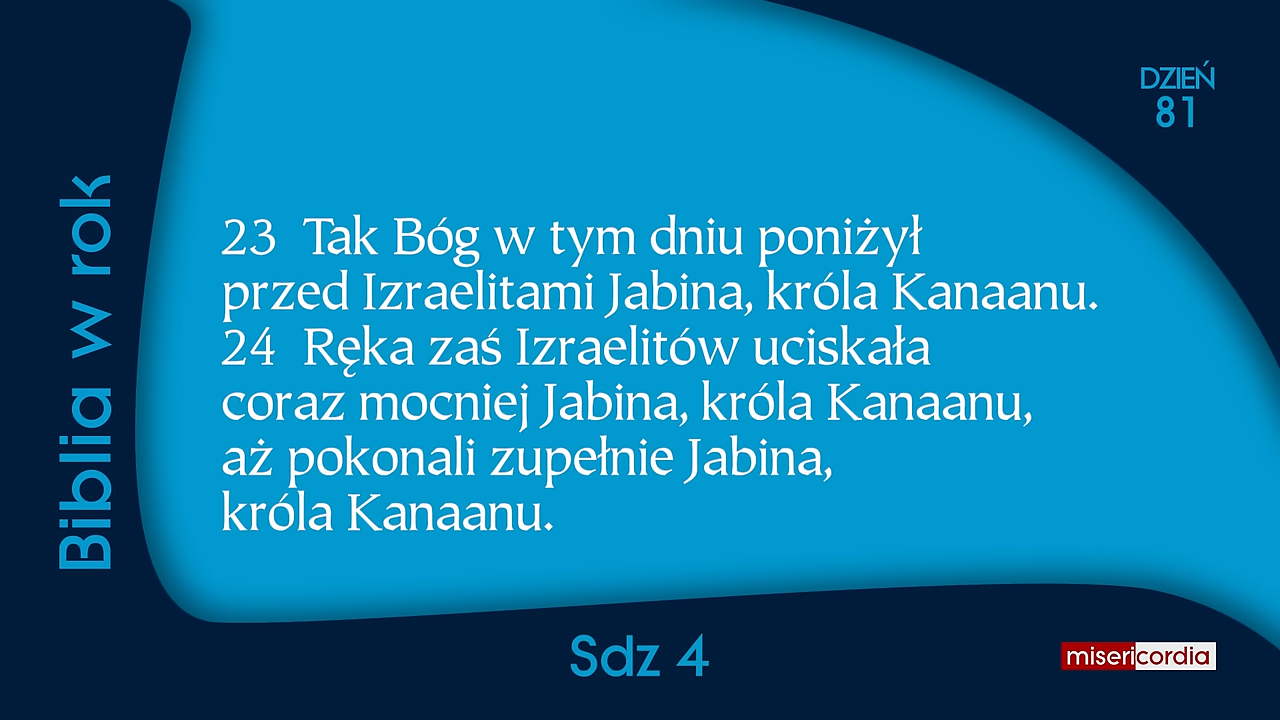 DZIEŃ
81
Biblia w rok
23 Tak Bóg w tym dniu poniżył
przed Izraelitami Jabina, króla Kanaanu.
24 Ręka zaś Izraelitów uciskała
coraz mocniej Jabina, króla Kanaanu,
aż pokonali zupełnie Jabina,
króla Kanaanu.
Sdz 4
misericordia